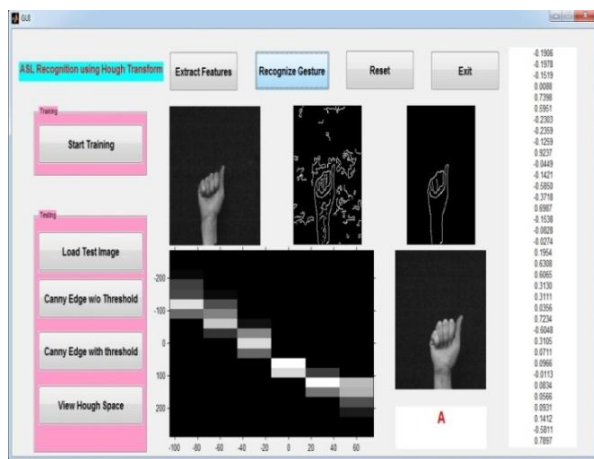 GUI
ASL Recognition using Hough Transform
Extract Features
Recognize Gesture
Reset
Exit
Training
Start Training
Testing
Load Test Image
Canny Edge w/o Threshold
Canny Edge with threshold
View Hough Space
-200
-100
0
100
200
-100 -80 -60 -40 -20 0 20 40 60
A
-0.1906
-0.1978
-0.1519
0.0088
0.7398
0.5951
-0.2303
-0.2359
-0.1259
0.9237
-0.0449
-0.1421
-0.5850
-0.3718
0.6987
-0.1538
-0.0828
-0.0274
0.1954
0.6308
0.6065
0.3130
0.3111
0.0356
0.7234
-0.6048
0.3105
0.0711
0.0966
-0.0113
0.0834
0.0566
0.0931
0.1412
-0.5811
0.7897